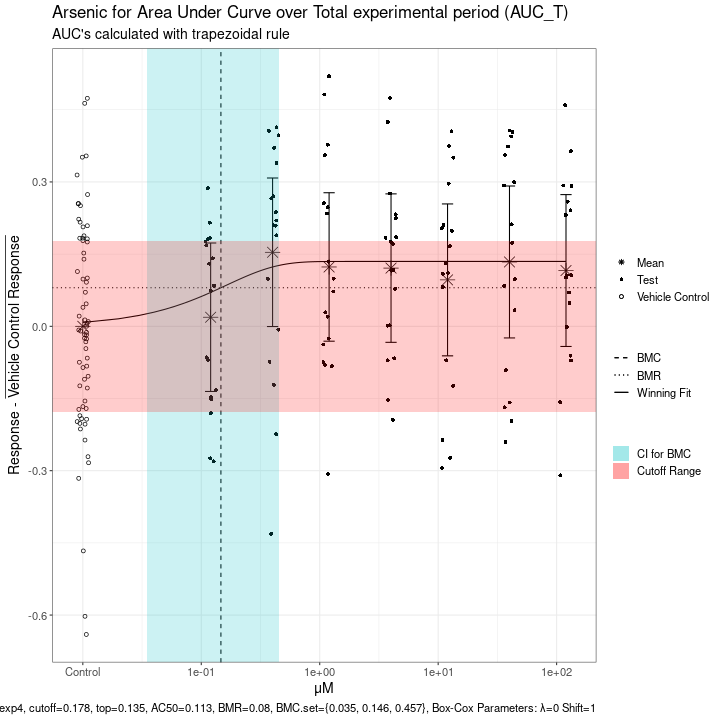 Arsenic for Area Under Curve over Total experimental period (AUC_T)
AUC's calculated with trapezoidal rule
Response - Vehicle Control Response
0.3
0.0
-0.3
-0.6
Control
1e-01
1e+00
1e+01
1e+02
μM
Mean
Test
Vehicle Control
BMC
BMR
Winning Fit
CI for BMC
Cutoff Range
exp4, cutoff=0.178, top=0.135, AC50=0.113, BMR=0.08, BMC.set={0.035, 0.146, 0.457}, Box-Cox Parameters: λ=0 Shift=1